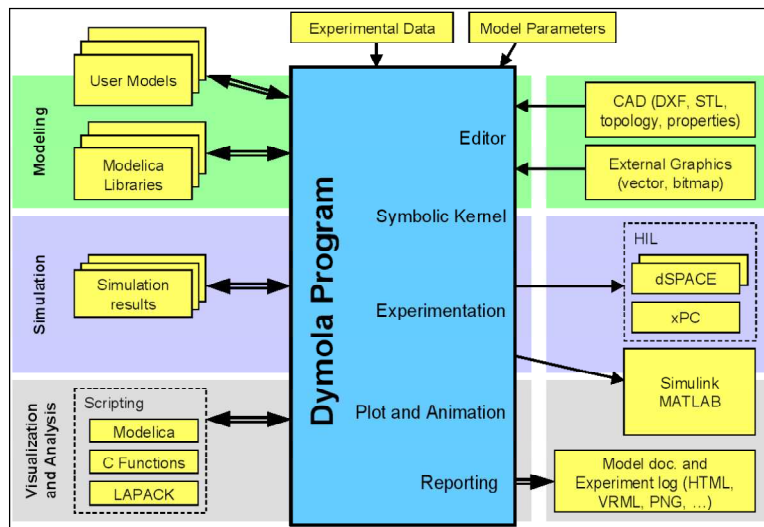 Experimental Data
Model Parameters
User Models
Modelica
Libraries
Modeling
Editor
CAD (DXF, STL,
topology, properties)
External Graphics
(vector, bitmap)
Symbolic Kernel
Dymola Program
Simulation
Simulation
results
Experimentation
HIL
dSPACE
xPC
Simulink
MATLAB
Visualization
and Analysis
Scripting
Modelica
C Functions
LAPACK
Plot and Animation
Reporting
Model doc. and
Experiment log (HTML,
VRML, PNG, …)